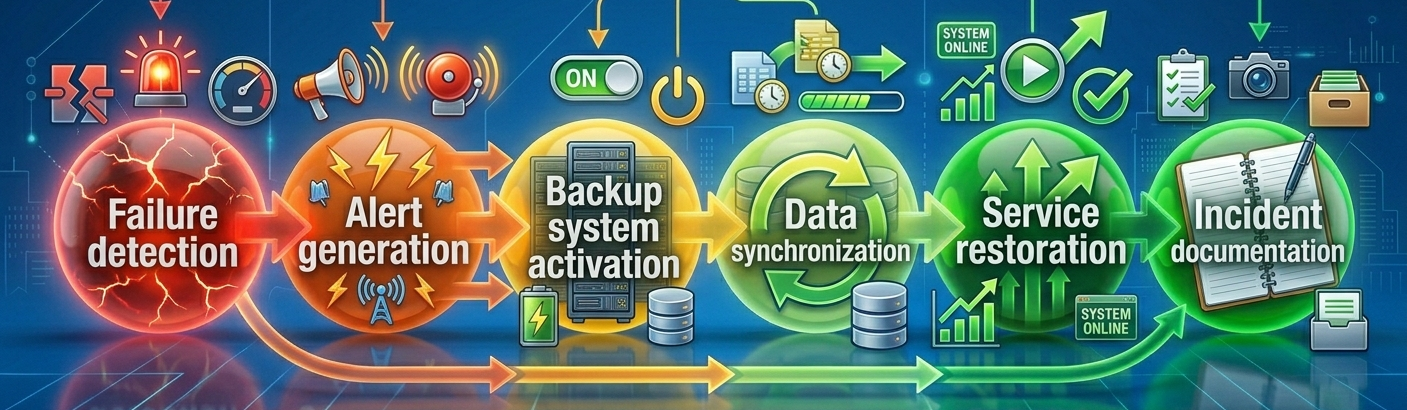 SYSTEM
ONLINE
ON
Failure
detection
Alert
generation
Backup
system
activation
Data
synchronization
Service
restoration
Incident
documentation
SYSTEM
ONLINE